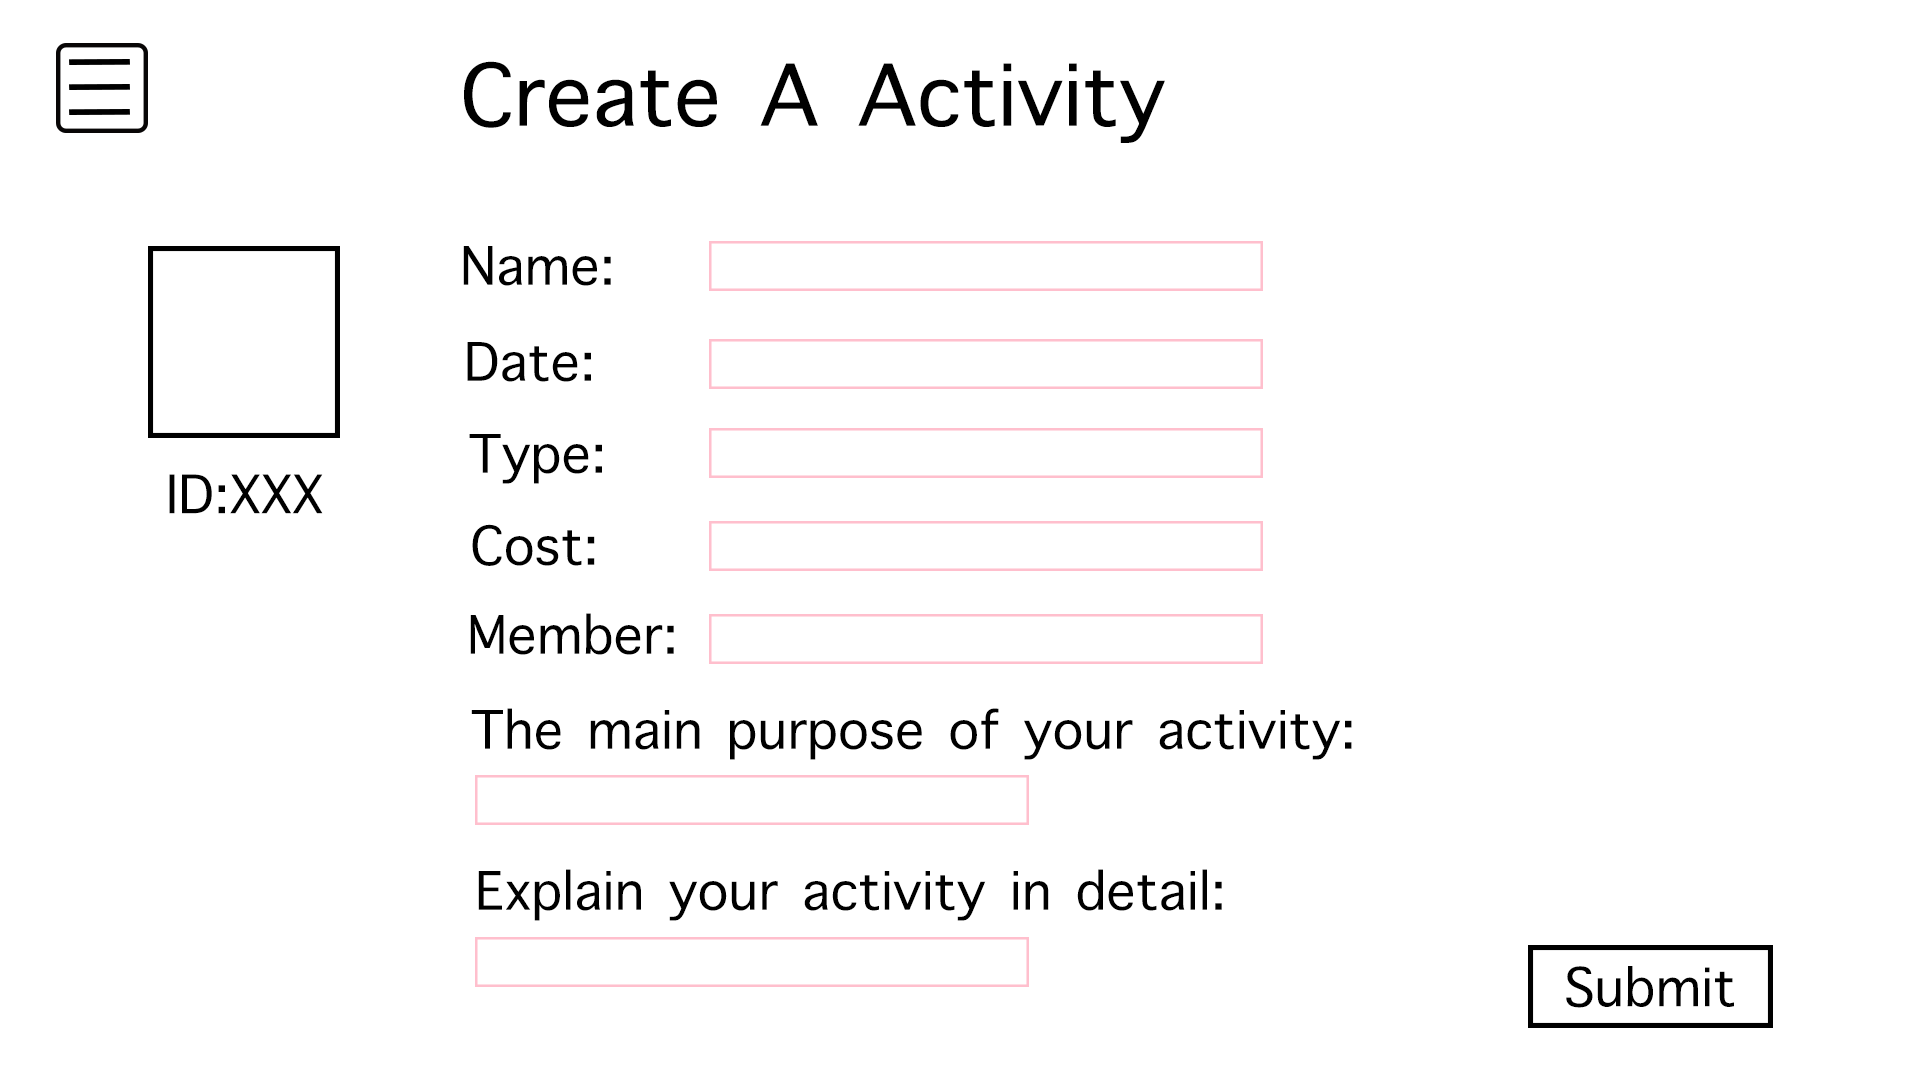 Create A Activity
Name:
Date:
Type:
ID:XXX
Cost:
Member:
The main purpose of your activity:
Explain your activity in detail:
Submit